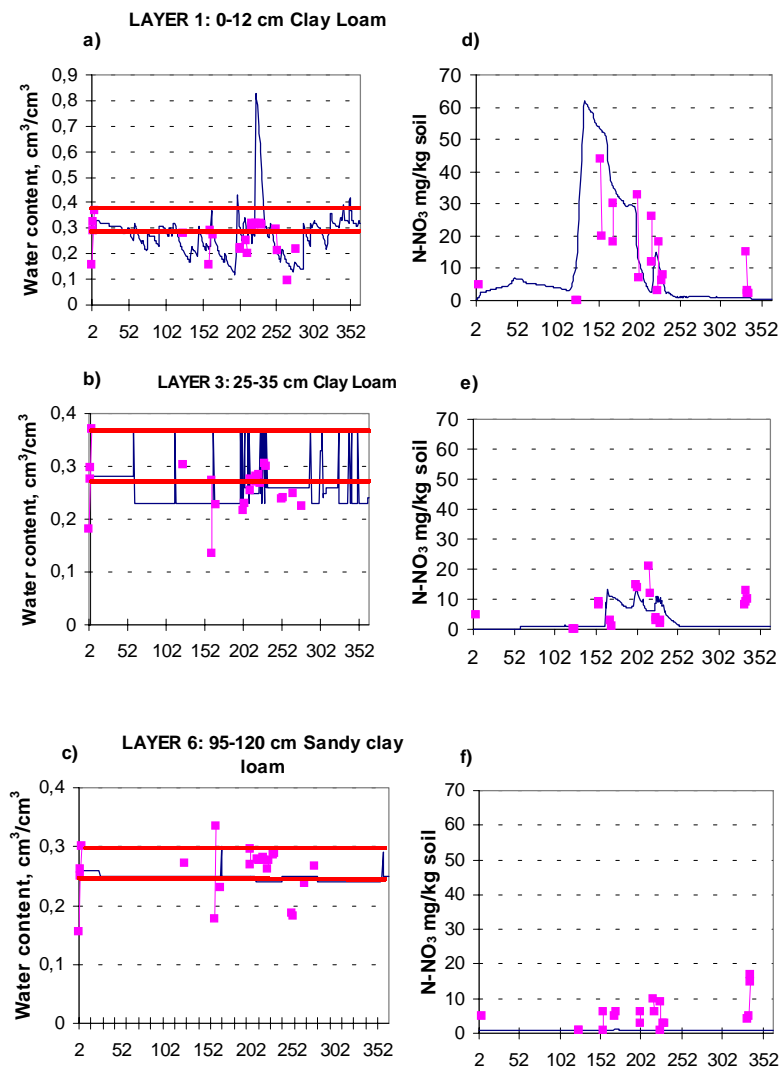 LAYER 1: 0-12 cm Clay Loam
a)
d)
Water content, cm³/cm³
0,9
0,8
0,7
0,6
0,5
0,4
0,3
0,2
0,1
0
2 52 102 152 202 252 302 352
N-NO₃ mg/kg soil
70
60
50
40
30
20
10
0
2 52 102 152 202 252 302 352
b)
LAYER 3: 25-35 cm Clay Loam
e)
Water content, cm³/cm³
0,4
0,3
0,2
0,1
0
2 52 102 152 202 252 302 352
N-NO₃ mg/kg soil
70
60
50
40
30
20
10
0
2 52 102 152 202 252 302 352
c)
LAYER 6: 95-120 cm Sandy clay
loam
f)
Water content, cm³/cm³
0,4
0,3
0,2
0,1
0
2 52 102 152 202 252 302 352
N-NO₃ mg/kg soil
70
60
50
40
30
20
10
0
2 52 102 152 202 252 302 352